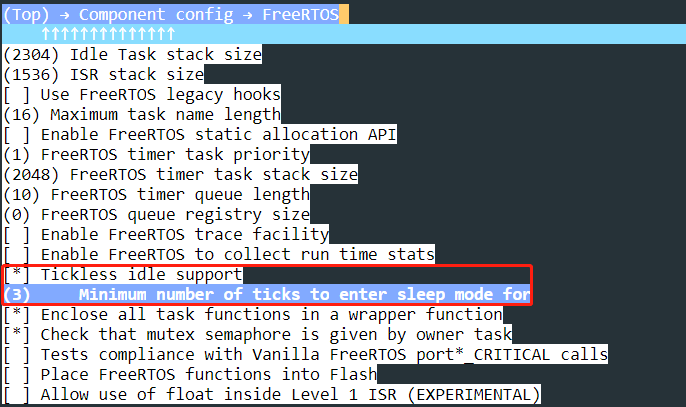 (Top) → Component config → FreeRTOS
↑↑↑↑↑↑↑↑↑↑↑↑↑↑
(2304) Idle Task stack size
(1536) ISR stack size
[ ] Use FreeRTOS legacy hooks
(16) Maximum task name length
[ ] Enable FreeRTOS static allocation API
(1) FreeRTOS timer task priority
(2048) FreeRTOS timer task stack size
(10) FreeRTOS timer queue length
(0) FreeRTOS queue registry size
[ ] Enable FreeRTOS trace facility
[ ] Enable FreeRTOS to collect run time stats
[*] Tickless idle support
(3) Minimum number of ticks to enter sleep mode for
[*] Enclose all task functions in a wrapper function
[*] Check that mutex semaphore is given by owner task
[ ] Tests compliance with Vanilla FreeRTOS port*_CRITICAL calls
[ ] Place FreeRTOS functions into Flash
[ ] Allow use of float inside Level 1 ISR (EXPERIMENTAL)